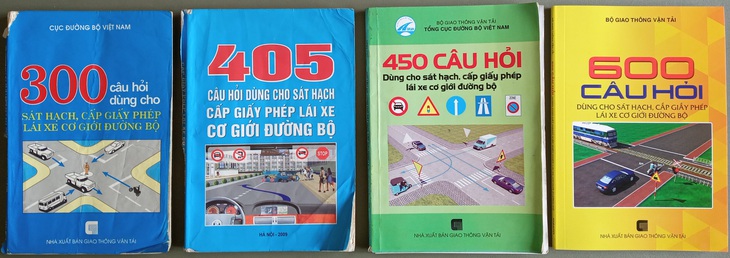 CỤC ĐƯỜNG BỘ VIỆT NAM
300 câu hỏi
dùng cho
SÁT HẠCH, CẤP GIẤY PHÉP
LÁI XE CƠ GIỚI ĐƯỜNG BỘ
NHÀ XUẤT BẢN GIAO THÔNG VẬN TẢI
405
CÂU HỎI DÙNG CHO SÁT HẠCH
CẤP GIẤY PHÉP LÁI XE
CƠ GIỚI ĐƯỜNG BỘ
STOP
BỘ GIAO THÔNG VẬN TẢI
TỔNG CỤC ĐƯỜNG BỘ VIỆT NAM
450 CÂU HỎI
Dùng cho sát hạch, cấp giấy phép
lái xe cơ giới đường bộ
NHÀ XUẤT BẢN GIAO THÔNG VẬN TẢI
BỘ GIAO THÔNG VẬN TẢI
600
CÂU HỎI
DÙNG CHO SÁT HẠCH, CẤP GIẤY PHÉP
LÁI XE CƠ GIỚI ĐƯỜNG BỘ
NHÀ XUẤT BẢN GIAO THÔNG VẬN TẢI